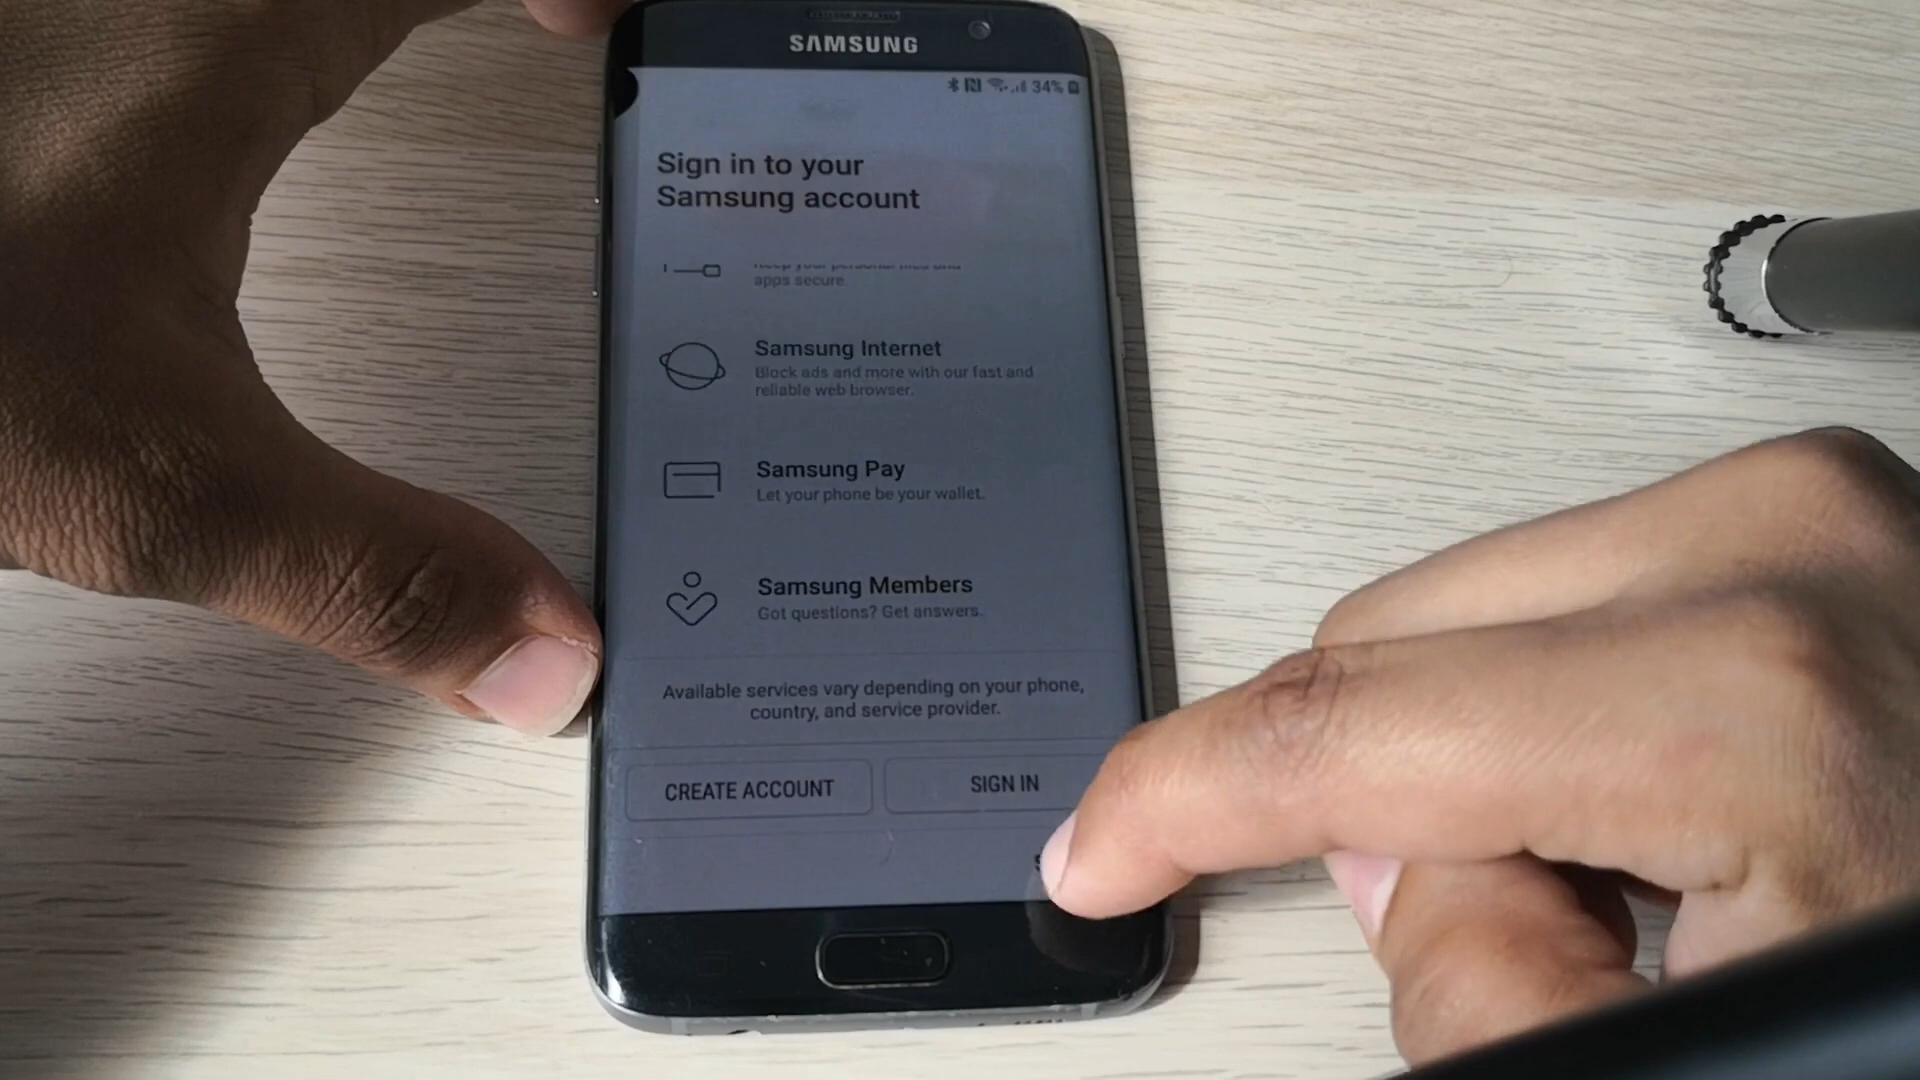 SAMSUNG
34%
Sign in to your
Samsung account
apps secure.
Samsung Internet
Block ads and more with our fast and
reliable web browser.
Samsung Pay
Let your phone be your wallet.
Samsung Members
Got questions? Get answers.
Available services vary depending on your phone,
country, and service provider.
CREATE ACCOUNT
SIGN IN